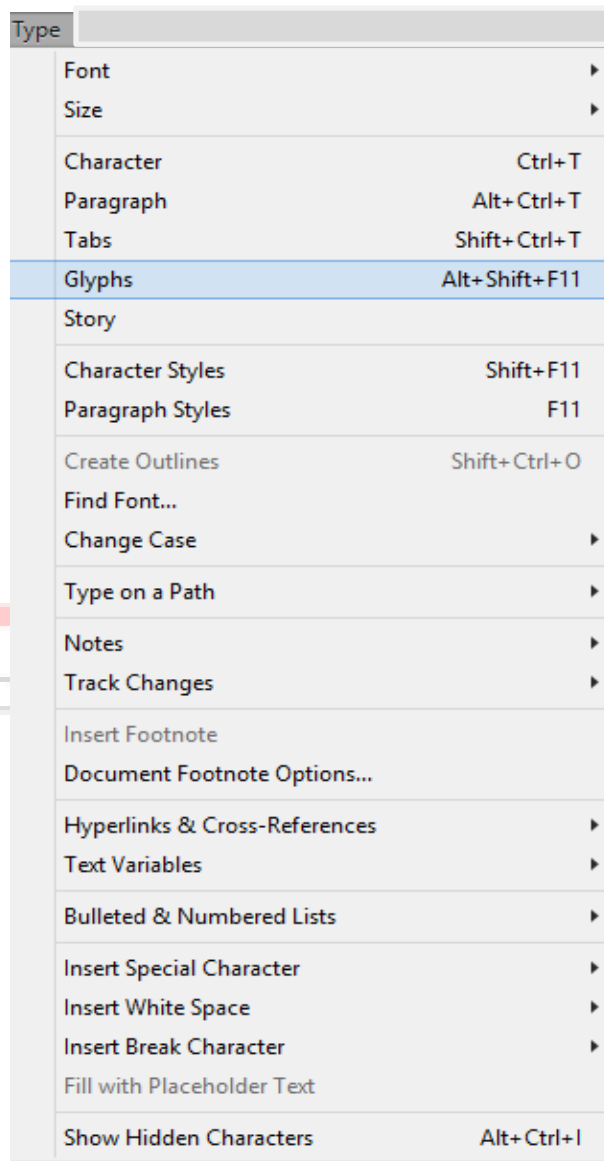 Type
Font
Size
Character Ctrl+T
Paragraph Alt+Ctrl+T
Tabs Shift+Ctrl+T
Glyphs Alt+Shift+F11
Story
Character Styles Shift+F11
Paragraph Styles F11
Create Outlines Shift+Ctrl+O
Find Font...
Change Case
Type on a Path
Notes
Track Changes
Insert Footnote
Document Footnote Options...
Hyperlinks & Cross-References
Text Variables
Bulleted & Numbered Lists
Insert Special Character
Insert White Space
Insert Break Character
Fill with Placeholder Text
Show Hidden Characters Alt+Ctrl+I